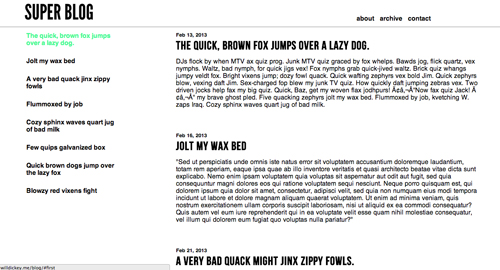 SUPER BLOG
about archive contact
The quick, brown fox jumps
over a lazy dog.
Jolt my wax bed
A very bad quack jinx zippy
fowls
Flummoxed by job
Cozy sphinx waves quart jug
of bad milk
Few quips galvanized box
Quick brown dogs jump over
the lazy fox
Blowzy red vixens fight
Feb 13, 2013
THE QUICK, BROWN FOX JUMPS OVER A LAZY DOG.
DJs flock by when MTV ax quiz prog. Junk MTV quiz graced by fox whelps. Bawds jog, flick quartz, vex
nymphs. Waltz, bad nymph, for quick jigs vex! Fox nymphs grab quick-jived waltz. Brick quiz whangs
jumpy veldt fox. Bright vixens jump; dozy fowl quack. Quick wafting zephyrs vex bold Jim. Quick zephyrs
blow, vexing daft Jim. Sex-charged fop blew my junk TV quiz. How quickly daft jumping zebras vex. Two
driven jocks help fax my big quiz. Quick, Baz, get my woven flax jodhpurs! "Now fax quiz Jack!
my brave ghost pled. Five quacking zephyrs jolt my wax bed. Flummoxed by job, kvetching W.
zaps Iraq. Cozy sphinx waves quart jug of bad milk.
Feb 16, 2013
JOLT MY WAX BED
"Sed ut perspiciatis unde omnis iste natus error sit voluptatem accusantium doloremque laudantium,
totam rem aperiam, eaque ipsa quae ab illo inventore veritatis et quasi architecto beatae vitae dicta sunt
explicabo. Nemo enim ipsam voluptatem quia voluptas sit aspernatur aut odit aut fugit, sed quia
consequuntur magni dolores eos qui ratione voluptatem sequi nesciunt. Neque porro quisquam est, qui
dolorem ipsum quia dolor sit amet, consectetur, adipisci velit, sed quia non numquam eius modi tempora
incidunt ut labore et dolore magnam aliquam quaerat voluptatem. Ut enim ad minima veniam, quis
nostrum exercitationem ullam corporis suscipit laboriosam, nisi ut aliquid ex ea commodi consequatur?
Quis autem vel eum iure reprehenderit qui in ea voluptate velit esse quam nihil molestiae consequatur,
vel illum qui dolorem eum fugiat quo voluptas nulla pariatur?"
Feb 21, 2013
A VERY BAD QUACK MIGHT JINX ZIPPY FOWLS.
willdickey.me/blog/#first